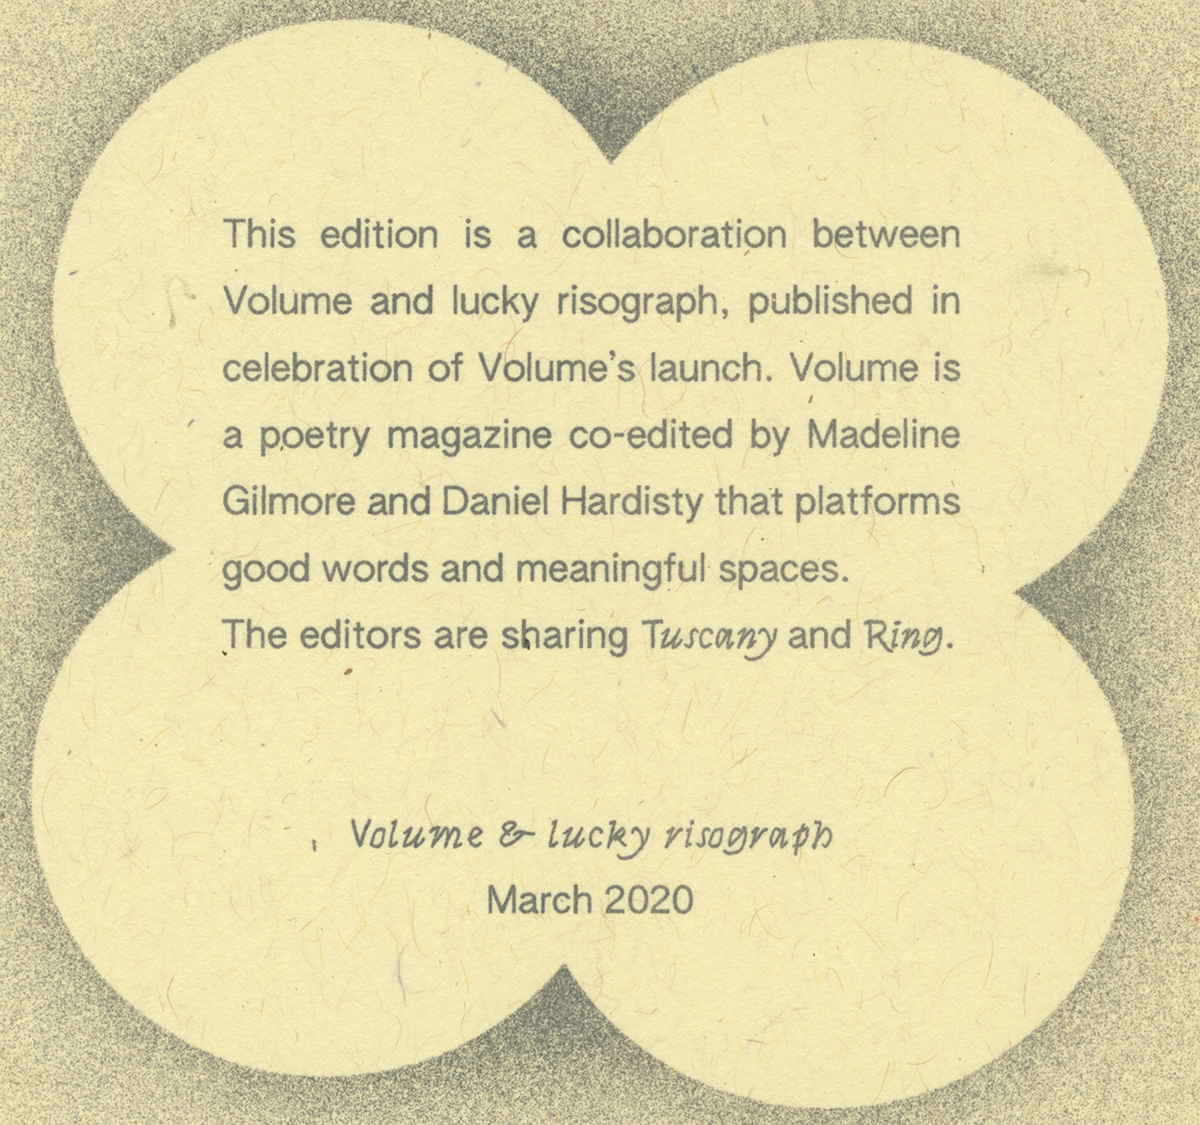 This edition is a collaboration between
Volume and lucky risograph, published in
celebration of Volume’s launch. Volume is
a poetry magazine co-edited by Madeline
Gilmore and Daniel Hardisty that platforms
good words and meaningful spaces.
The editors are sharing Tuscany and Ring.
Volume & lucky risograph
March 2020